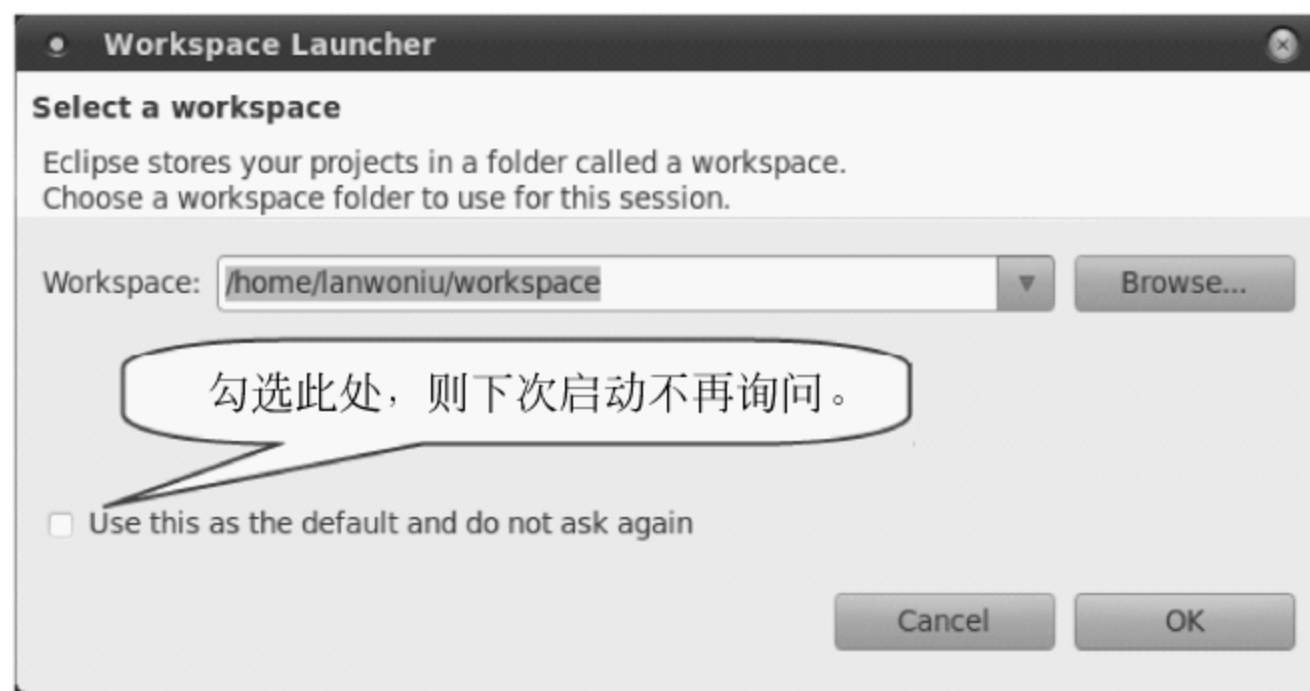 Workspace Launcher
Select a workspace
Eclipse stores your projects in a folder called a workspace.
Choose a workspace folder to use for this session.
Workspace: /home/lanwoniu/workspace Browse...
勾选此处，则下次启动不再询问。
Use this as the default and do not ask again
Cancel OK